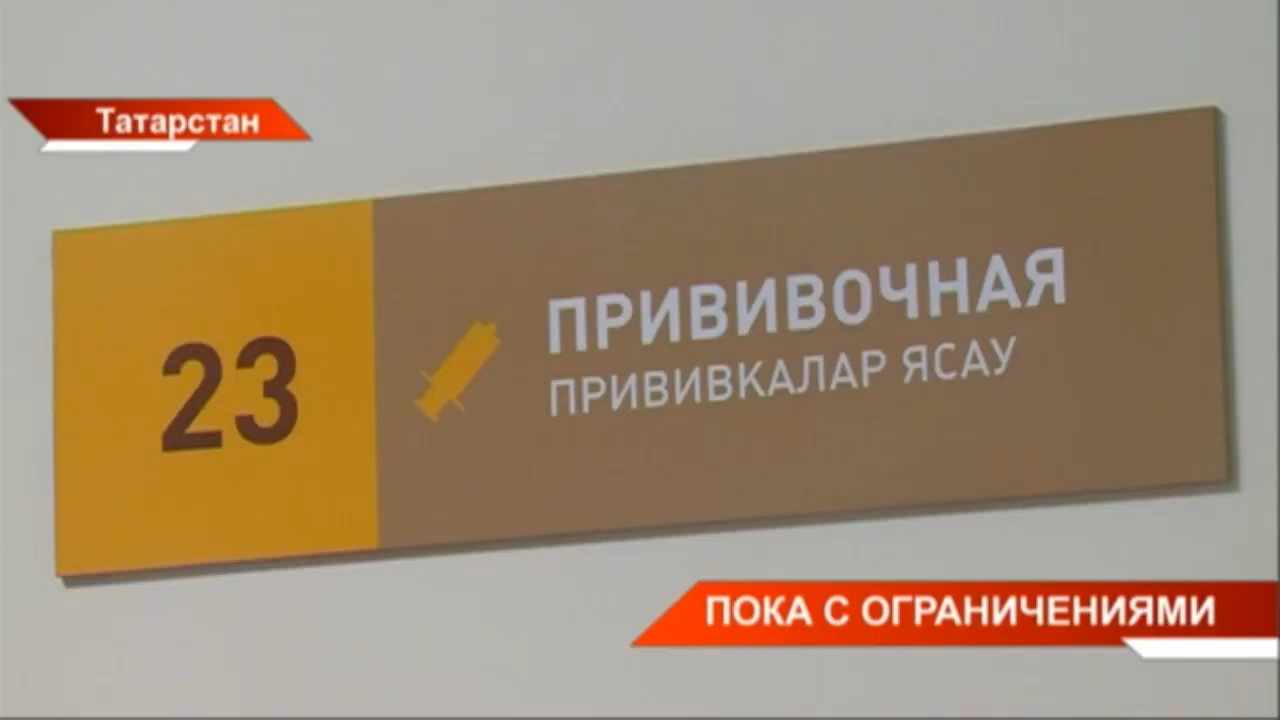 Татарстан
23
ПРИВИВОЧНАЯ
ПРИВИВКАЛАР ЯСАУ
ПОКА С ОГРАНИЧЕНИЯМИ